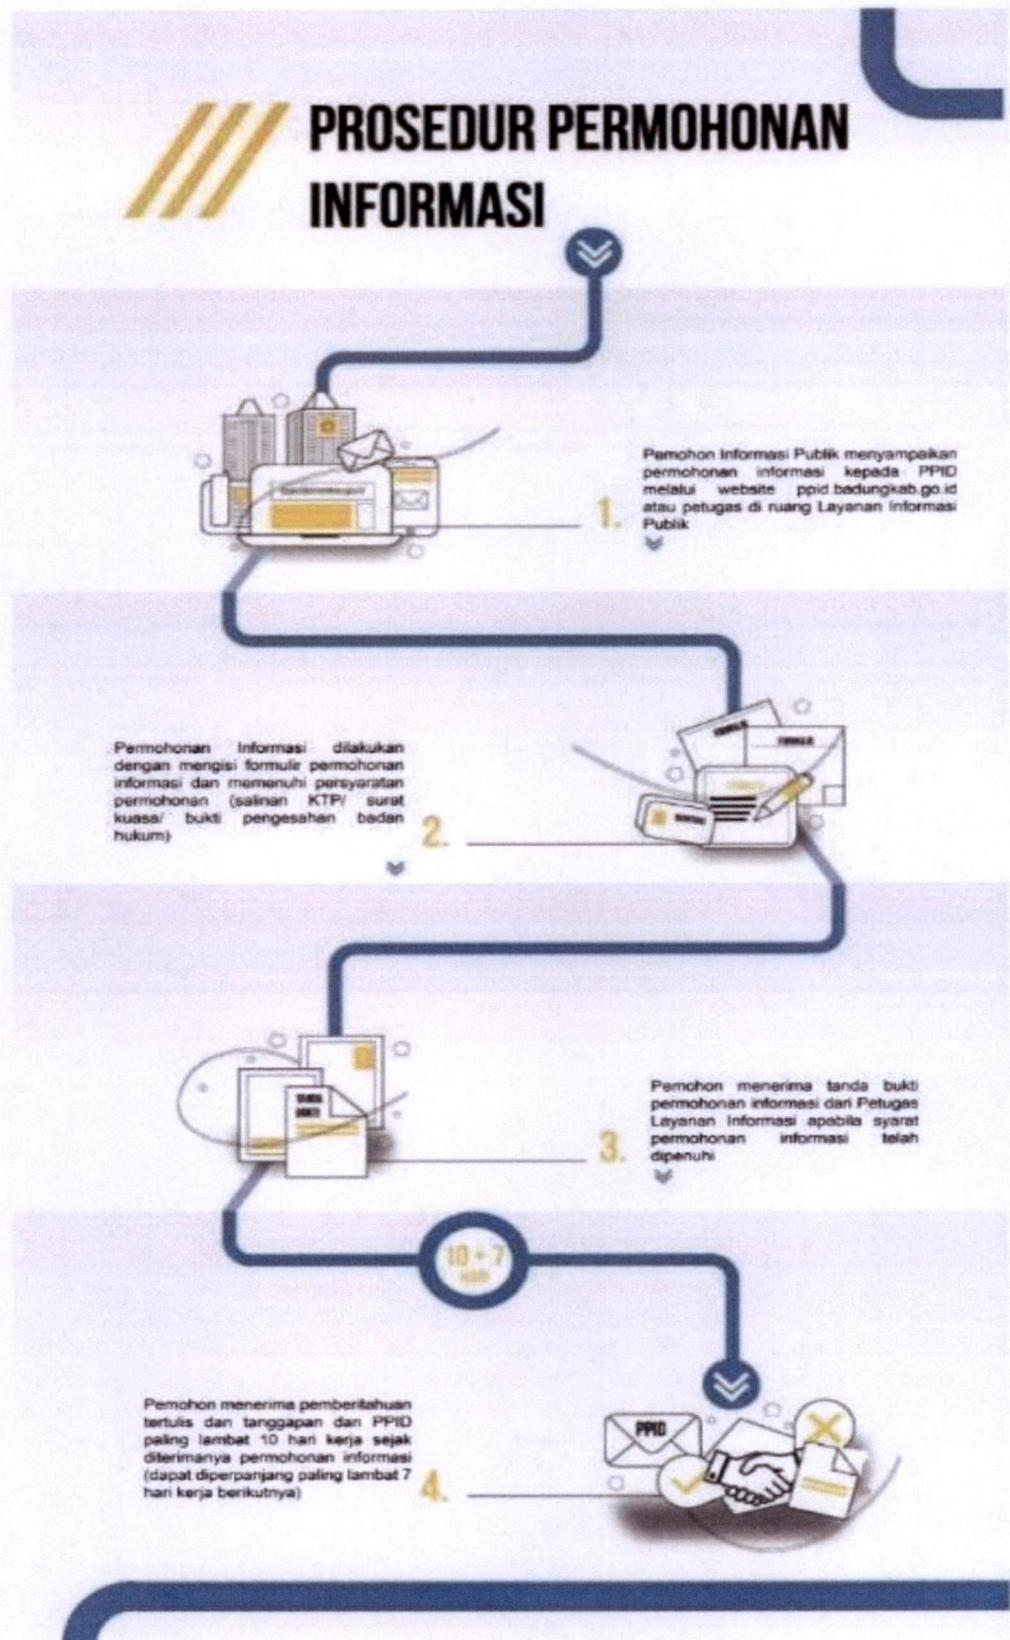 PROSEDUR PERMOHONAN
INFORMASI
Pemohon Informasi Publik menyampaikan
permohonan informasi kepada PPID
melalui website ppid.badungkab.go.id
atau petugas di ruang Layanan Informasi
Publik
1.
Permohonan Informasi dilakukan
dengan mengisi formulir permohonan
informasi dan memenuhi persyaratan
permohonan (salinan KTP/ surat
kuasa/ bukti pengesahan badan
hukum)
2.
TANDA
BUKTI
Pemohon menerima tanda bukti
permohonan informasi dari Petugas
Layanan Informasi apabila syarat
permohonan informasi telah
dipenuhi
3.
10 + 7
Pemohon menerima pemberitahuan
tertulis dan tanggapan dari PPID
paling lambat 10 hari kerja sejak
diterimanya permohonan informasi
(dapat diperpanjang paling lambat 7
hari kerja berikutnya)
4.
PPID